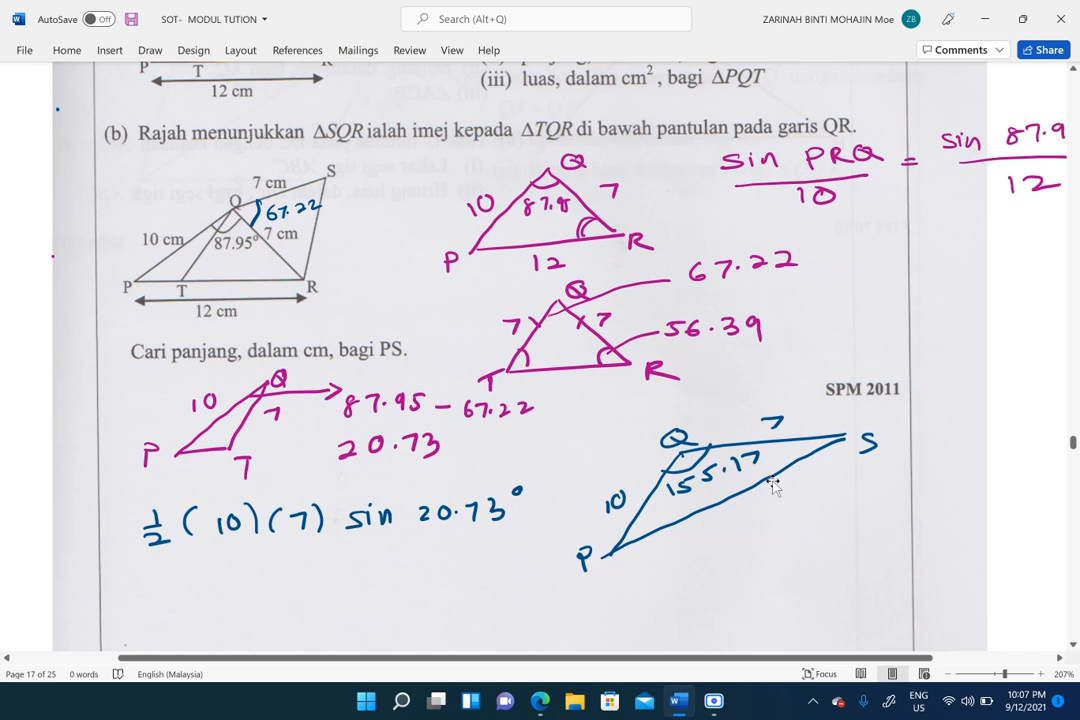 AutoSave Off SOT- MODUL TUTION Search (Alt+Q) ZARINAH BINTI MOHAJIN Moe ZB
File Home Insert Draw Design Layout References Mailings Review View Help Comments Share
P T R
12 cm
(iii) luas, dalam cm², bagi ΔPQT
(b) Rajah menunjukkan ΔSQR ialah imej kepada ΔTQR di bawah pantulan pada garis QR.
7 cm S
Q 67.22
10 cm 87.95° 7 cm
P T R
12 cm
Q
10 87.9 7
P 12 R
sin PRQ / 10 = sin 87.9 / 12
Q 67.22
7 7 56.39
T R
Cari panjang, dalam cm, bagi PS.
SPM 2011
10 Q
7 87.95 - 67.22
P T 20.73
½ (10)(7) sin 20.73°
Q 7 S
10 155.17
P
Page 17 of 25 0 words English (Malaysia) Focus 207%
ENG US 10:07 PM 9/12/2021 3